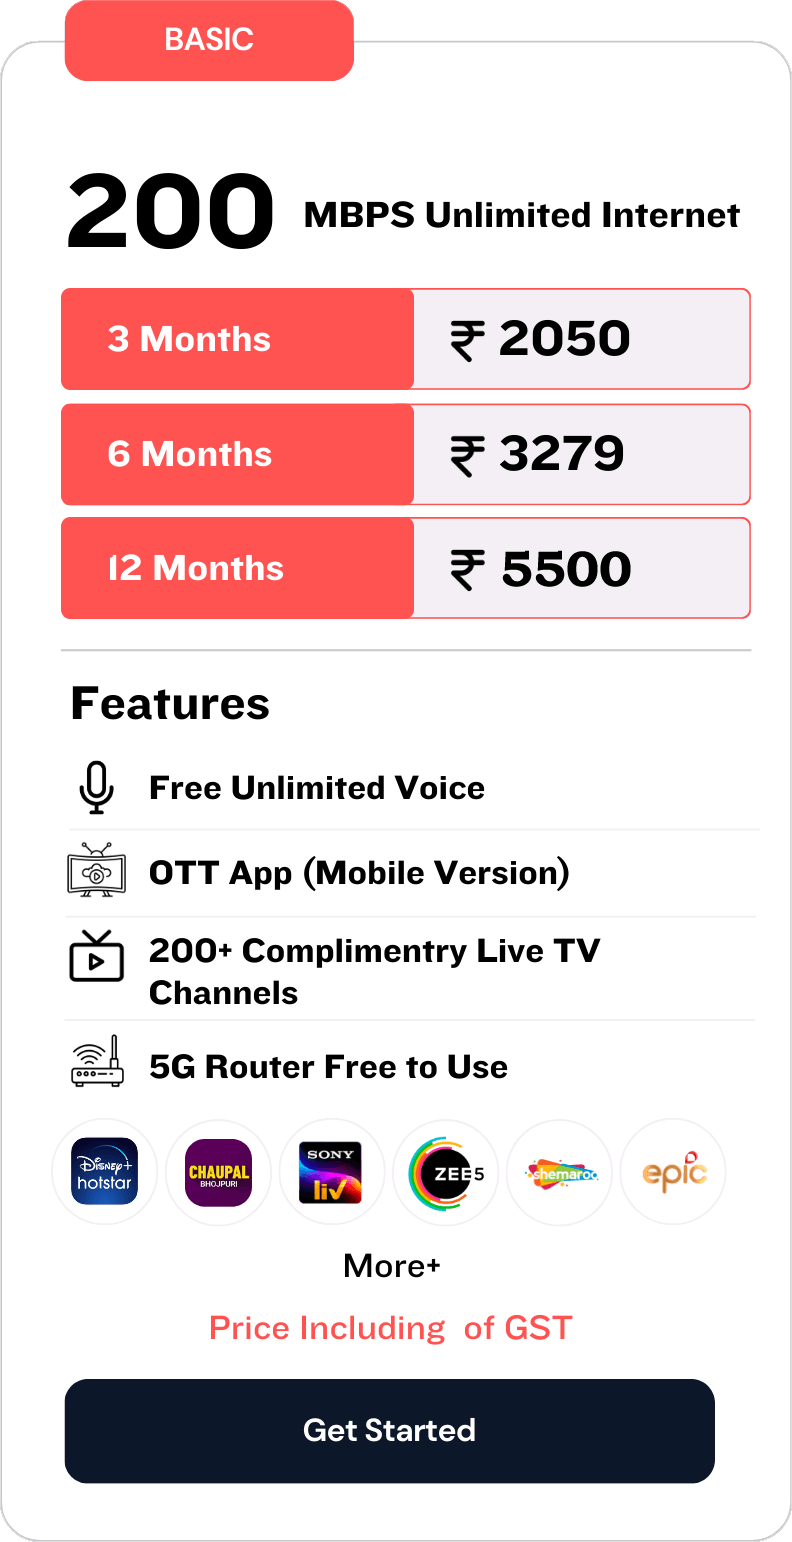 BASIC
200 MBPS Unlimited Internet
3 Months ₹ 2050
6 Months ₹ 3279
12 Months ₹ 5500
Features
Free Unlimited Voice
OTT App (Mobile Version)
200+ Complimentry Live TV
Channels
5G Router Free to Use
Disney+
hotstar
CHAUPAL
BHOJPURI
SONY
liv
ZEE5
shemaroo
epic
More+
Price Including of GST
Get Started